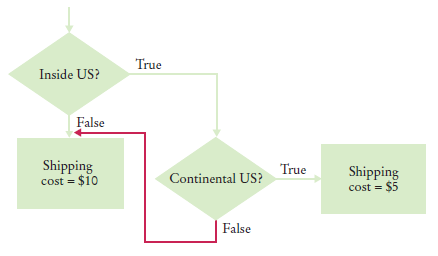 Inside US?
True
False
Shipping
cost = $10
Continental US?
True
Shipping
cost = $5
False